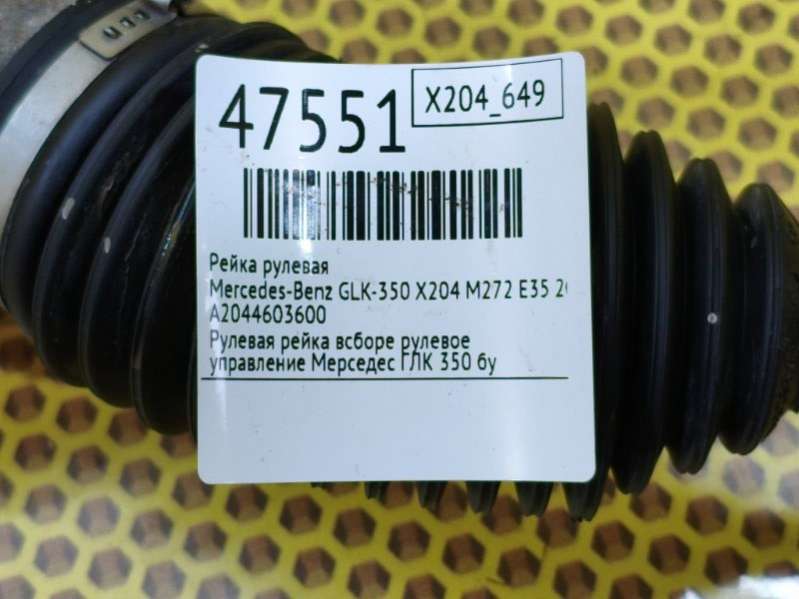 47551
X204_649
Рейка рулевая
Mercedes-Benz GLK-350 X204 M272 E35
A2044603600
Рулевая рейка всборе рулевое
управление Мерседес ГЛК 350 бу